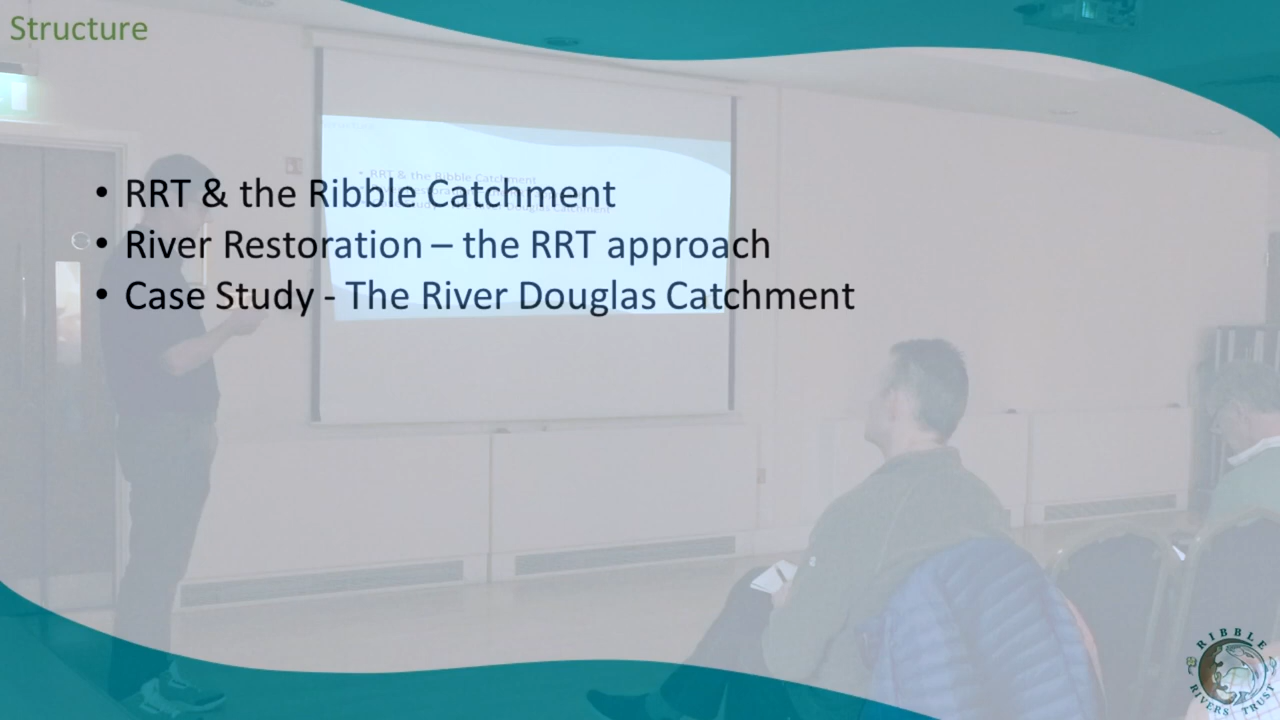 Structure
• RRT & the Ribble Catchment
• River Restoration – the RRT approach
• Case Study - The River Douglas Catchment
RIBBLE
RIVERS TRUST